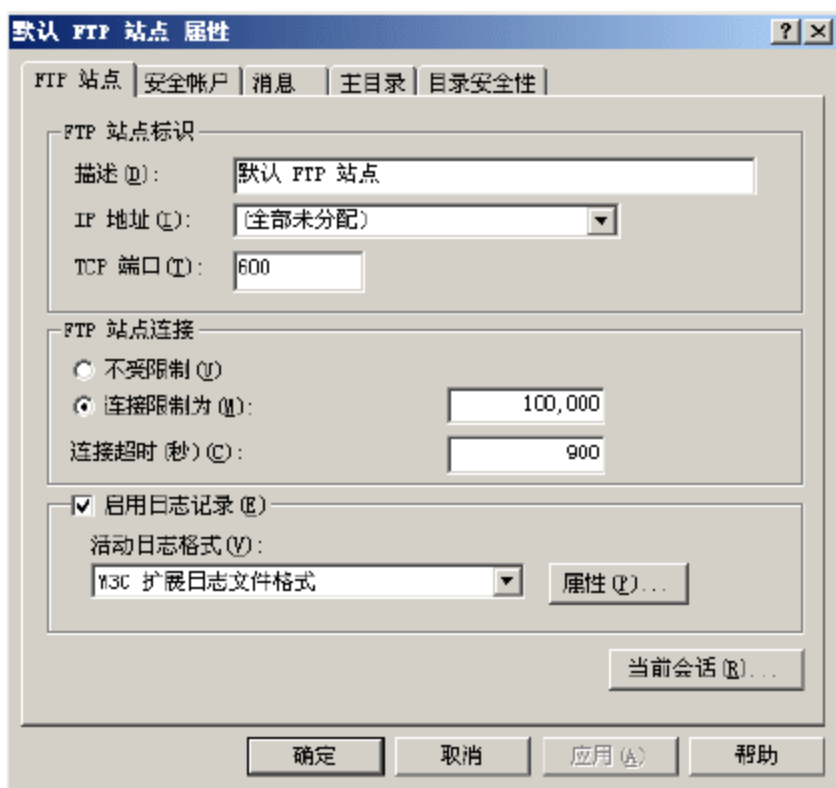 默认 FTP 站点 属性
FTP 站点 安全帐户 消息 主目录 目录安全性
FTP 站点标识
描述(D): 默认 FTP 站点
IP 地址(I): (全部未分配)
TCP 端口(T): 600
FTP 站点连接
不受限制(U)
连接限制为(M): 100,000
连接超时(秒)(C): 900
启用日志记录(E)
活动日志格式(V):
W3C 扩展日志文件格式 属性(P)...
当前会话(R)...
确定 取消 应用(A) 帮助